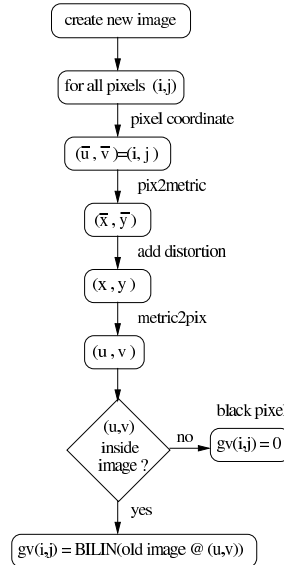 create new image
for all pixels (i,j)
pixel coordinate
(u̅ , v̅ )=(i, j )
pix2metric
(x̅ , y̅ )
add distortion
(x , y )
metric2pix
(u , v )
black pixel
(u,v)
inside
image ?
no
gv(i,j) = 0
yes
gv(i,j) = BILIN(old image @ (u,v))